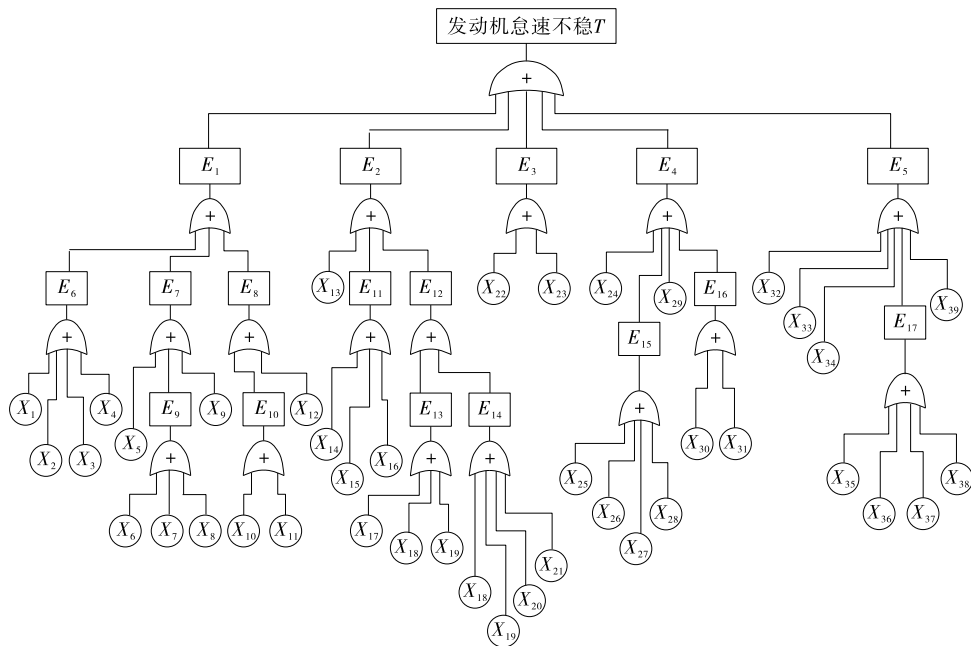 发动机怠速不稳T
+
E₁ E₂ E₃ E₄ E₅
+ + + + +
E₆ E₇ E₈ X₁₃ E₁₁ E₁₂ X₂₂ X₂₃ X₂₄ X₂₉ E₁₆ X₃₂ X₃₃ X₃₄ E₁₇ X₃₉
+ + + + + E₁₅ +
X₁ X₂ X₃ X₄ X₅ E₉ X₉ E₁₀ X₁₂ X₁₄ X₁₅ X₁₆ E₁₃ E₁₄ + X₃₀ X₃₁ +
+ + + + X₂₅ X₂₆ X₂₇ X₂₈ X₃₅ X₃₆ X₃₇ X₃₈
X₆ X₇ X₈ X₁₀ X₁₁ X₁₇ X₁₈ X₁₉ X₁₈ X₁₉ X₂₀ X₂₁